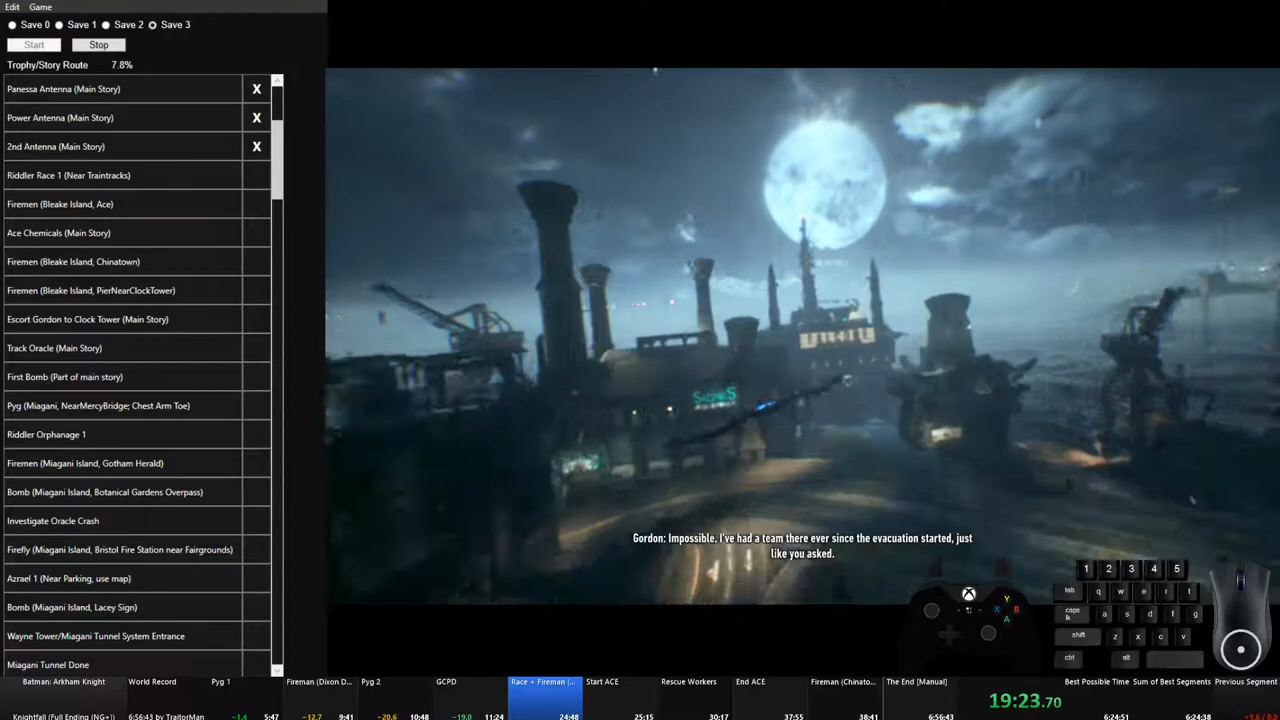 Edit Game
Save 0 Save 1 Save 2 Save 3
Start Stop
Trophy/Story Route 7.8%
Panessa Antenna (Main Story) X
Power Antenna (Main Story) X
2nd Antenna (Main Story) X
Riddler Race 1 (Near Traintracks)
Firemen (Bleake Island, Ace)
Ace Chemicals (Main Story)
Firemen (Bleake Island, Chinatown)
Firemen (Bleake Island, PierNearClockTower)
Escort Gordon to Clock Tower (Main Story)
Track Oracle (Main Story)
First Bomb (Part of main story)
Pyg (Miagani, NearMercyBridge; Chest Arm Toe)
Riddler Orphanage 1
Firemen (Miagani Island, Gotham Herald)
Bomb (Miagani Island, Botanical Gardens Overpass)
Investigate Oracle Crash
Firefly (Miagani Island, Bristol Fire Station near Fairgrounds)
Azrael 1 (Near Parking, use map)
Bomb (Miagani Island, Lacey Sign)
Wayne Tower/Miagani Tunnel System Entrance
Miagani Tunnel Done
Gordon: Impossible, I've had a team there ever since the evacuation started, just
like you asked.
Y
X B
A
1 2 3 4 5
tab q w e r t
caps
lk a s d f g
shift z x c v
ctrl alt
Batman: Arkham Knight World Record Pyg 1 Fireman (Dixon D... Pyg 2 GCPD Race + Fireman (... Start ACE Rescue Workers End ACE Fireman (Chinato... The End [Manual] 19:23.70 Best Possible Time Sum of Best Segments Previous Segment
Knightfall (Full Ending (NG+)) 6:56:43 by TraitorMan -1.4 5:47 -12.7 9:41 -20.6 10:48 -19.0 11:24 24:48 25:15 30:17 37:55 38:41 6:56:43 6:24:51 6:24:38 -1.6 / 0.0